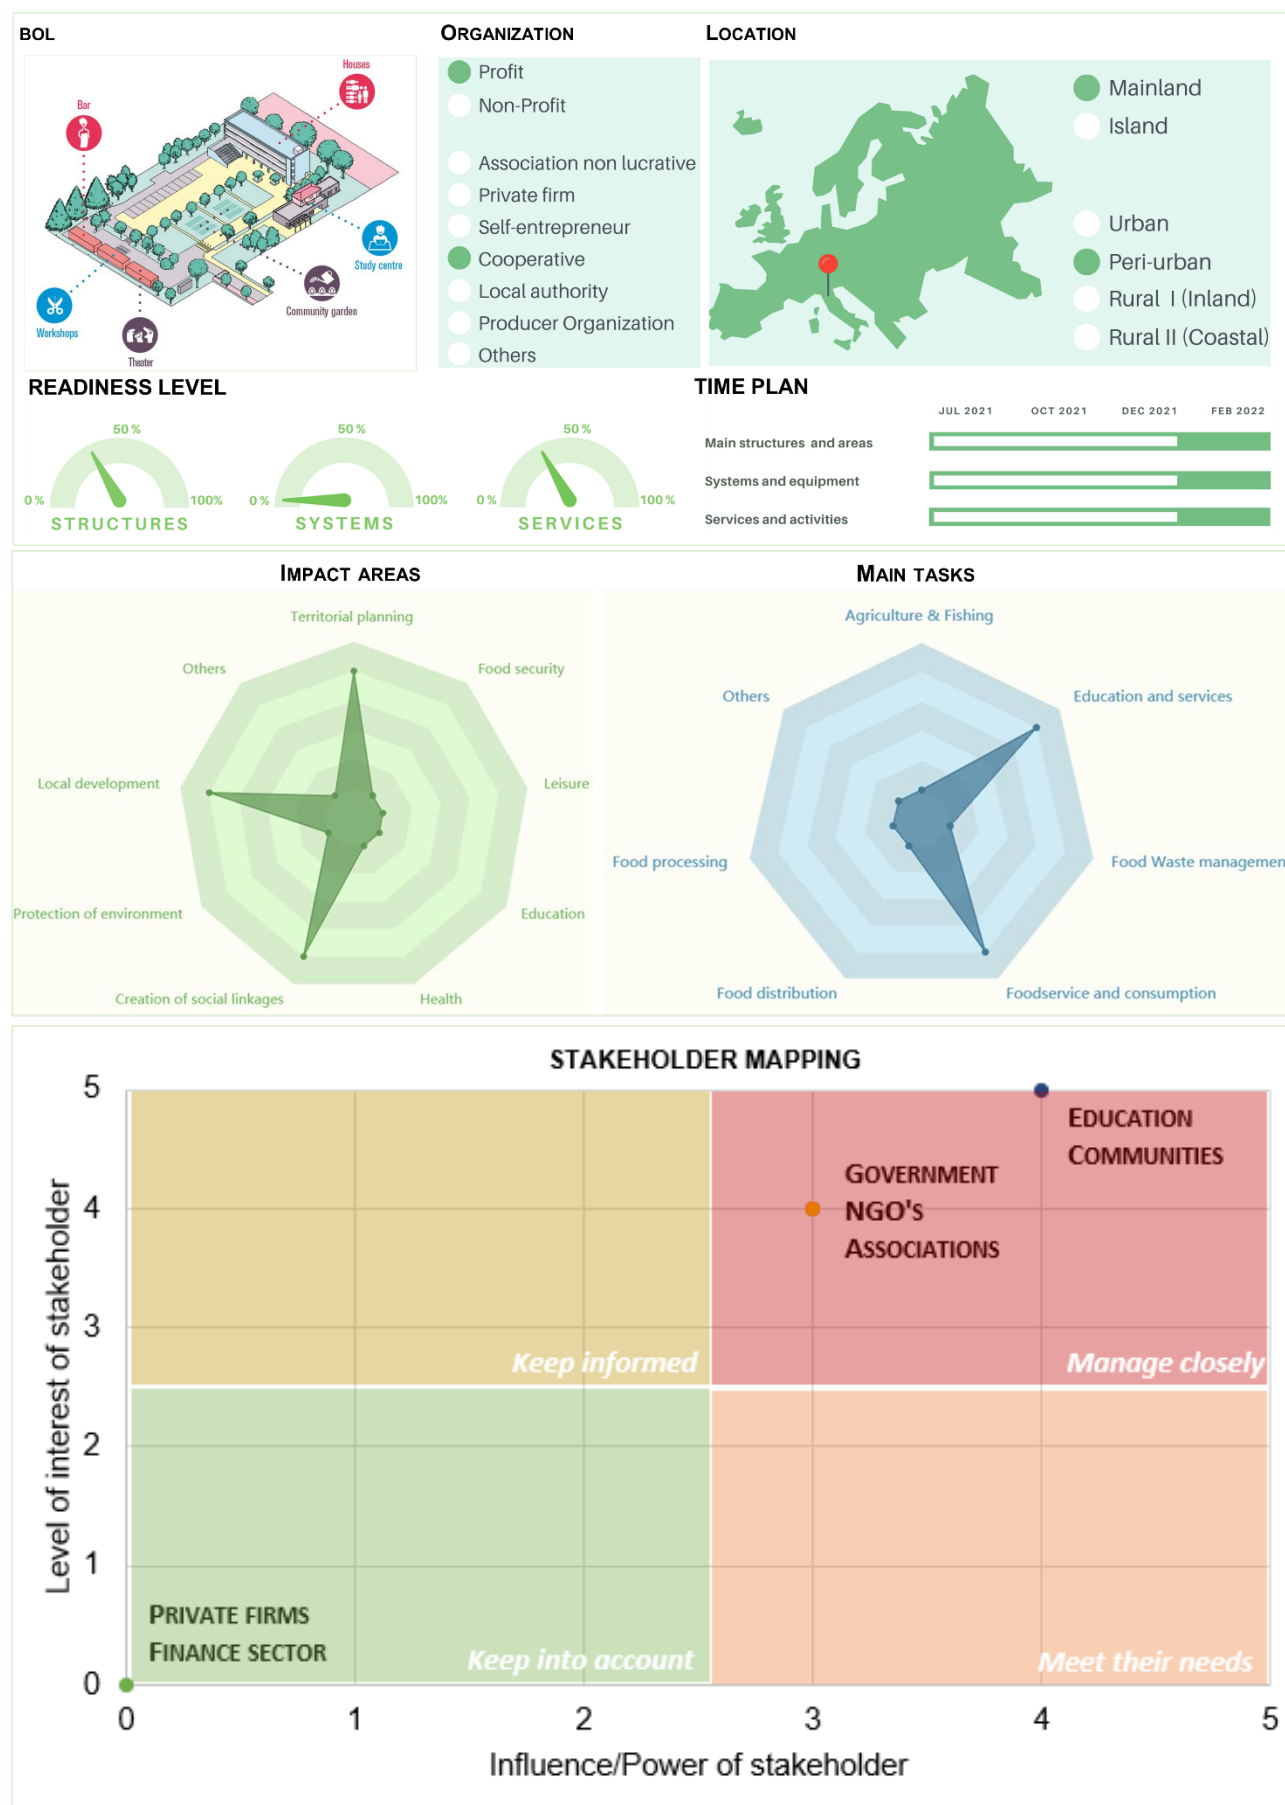 BOL
Houses
Bar
Study centre
Community garden
Workshops
Theater
ORGANIZATION
Profit
Non-Profit
Association non lucrative
Private firm
Self-entrepreneur
Cooperative
Local authority
Producer Organization
Others
LOCATION
Mainland
Island
Urban
Peri-urban
Rural I (Inland)
Rural II (Coastal)
READINESS LEVEL
50 %
0 %
100%
STRUCTURES
50 %
0 %
100%
SYSTEMS
50 %
0 %
100 %
SERVICES
TIME PLAN
JUL 2021 OCT 2021 DEC 2021 FEB 2022
Main structures and areas
Systems and equipment
Services and activities
IMPACT AREAS
Territorial planning
Others
Food security
Local development
Leisure
Protection of environment
Education
Creation of social linkages
Health
MAIN TASKS
Agriculture & Fishing
Others
Education and services
Food processing
Food Waste managemen
Food distribution
Foodservice and consumption
STAKEHOLDER MAPPING
Level of interest of stakeholder
5
4
3
2
1
0
EDUCATION
COMMUNITIES
GOVERNMENT
NGO'S
ASSOCIATIONS
Keep informed
Manage closely
PRIVATE FIRMS
FINANCE SECTOR
Keep into account
Meet their needs
0 1 2 3 4 5
Influence/Power of stakeholder